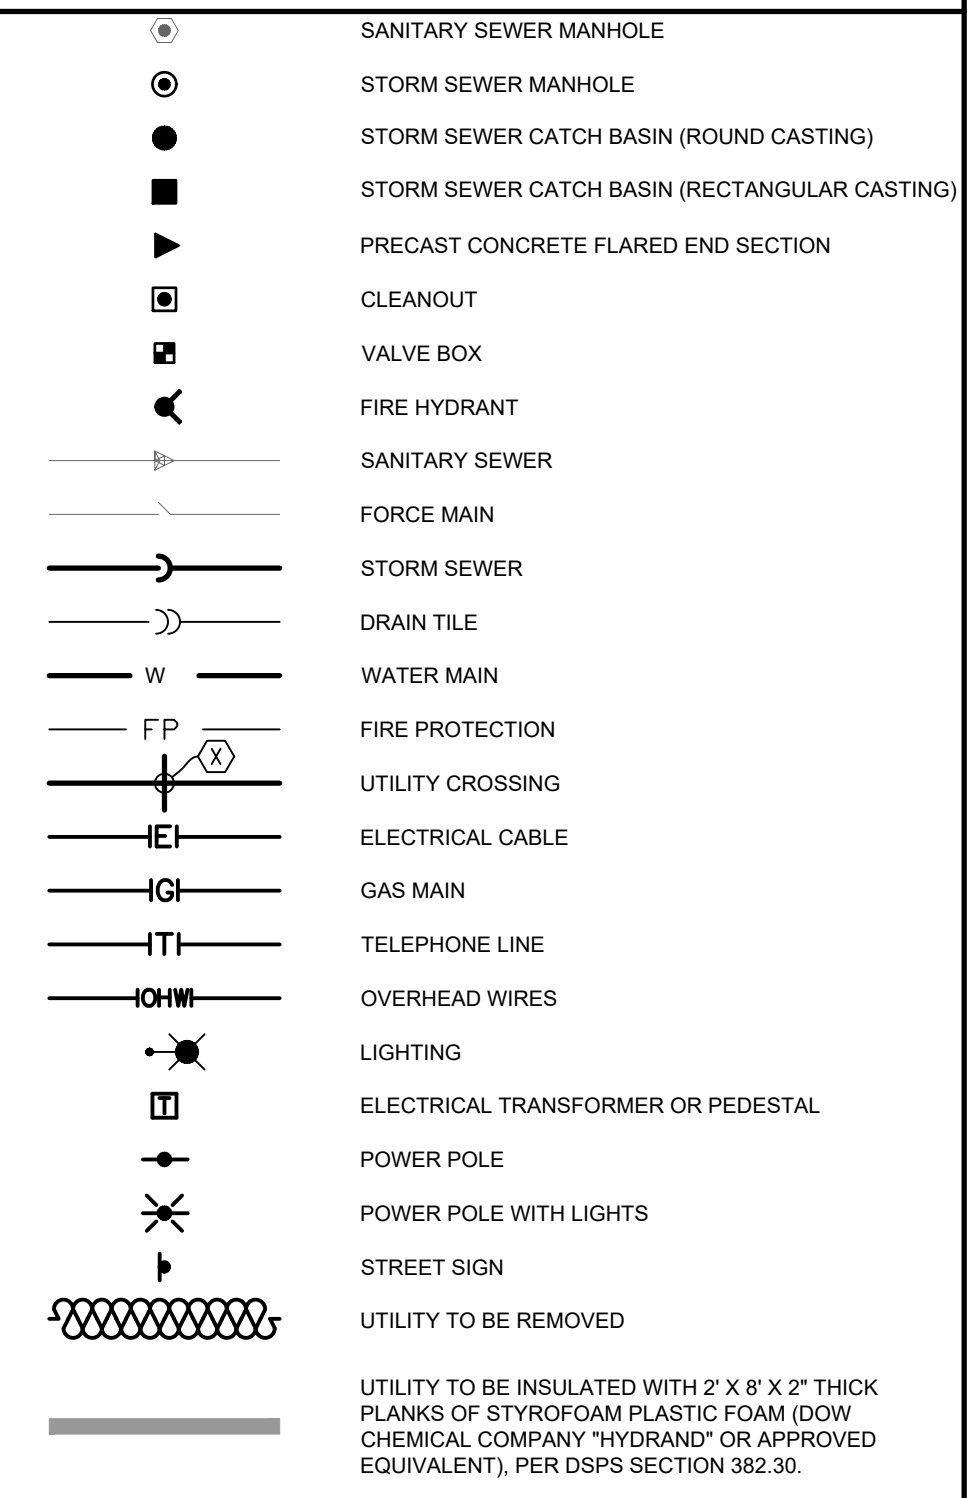 SANITARY SEWER MANHOLE
STORM SEWER MANHOLE
STORM SEWER CATCH BASIN (ROUND CASTING)
STORM SEWER CATCH BASIN (RECTANGULAR CASTING)
PRECAST CONCRETE FLARED END SECTION
CLEANOUT
VALVE BOX
FIRE HYDRANT
SANITARY SEWER
FORCE MAIN
STORM SEWER
DRAIN TILE
W WATER MAIN
FP FIRE PROTECTION
X
UTILITY CROSSING
E ELECTRICAL CABLE
G GAS MAIN
T TELEPHONE LINE
OHW OVERHEAD WIRES
LIGHTING
T ELECTRICAL TRANSFORMER OR PEDESTAL
POWER POLE
POWER POLE WITH LIGHTS
STREET SIGN
UTILITY TO BE REMOVED
UTILITY TO BE INSULATED WITH 2' X 8' X 2" THICK
PLANKS OF STYROFOAM PLASTIC FOAM (DOW
CHEMICAL COMPANY "HYDRAND" OR APPROVED
EQUIVALENT), PER DSPS SECTION 382.30.